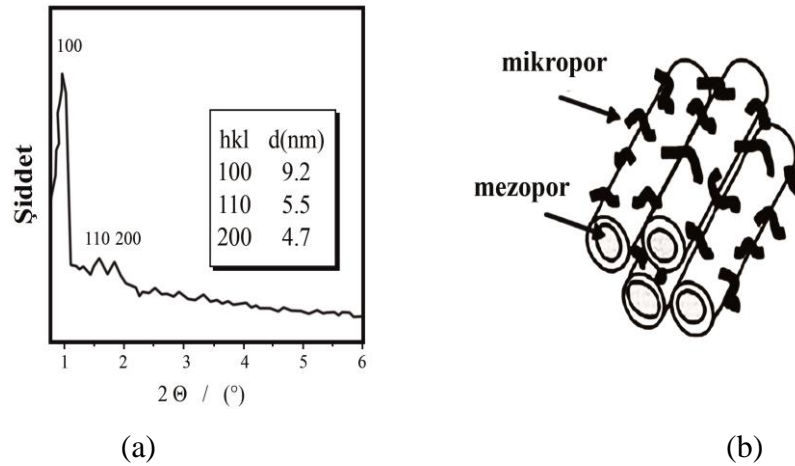 100
Şiddet
hkl d(nm)
100 9.2
110 5.5
200 4.7
110 200
1 2 3 4 5 6
2 Θ / (°)
(a)
mikropor
mezopor
(b)